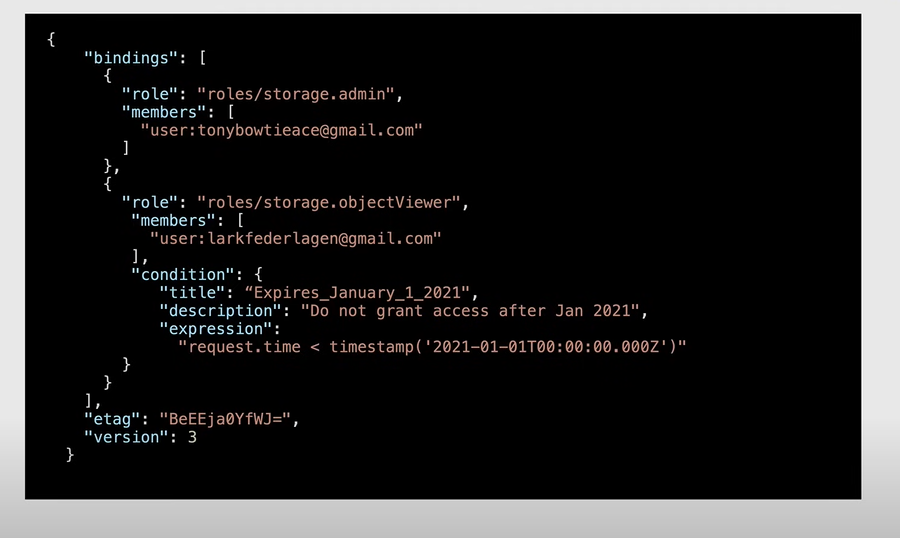 {
"bindings": [
{
"role": "roles/storage.admin",
"members": [
"user:tonybowtieace@gmail.com"
]
},
{
"role": "roles/storage.objectViewer",
"members": [
"user:larkfederlagen@gmail.com"
],
"condition": {
"title": “Expires_January_1_2021",
"description": "Do not grant access after Jan 2021",
"expression":
"request.time < timestamp('2021-01-01T00:00:00.000Z')"
}
}
],
"etag": "BeEEja0YfWJ=",
"version": 3
}